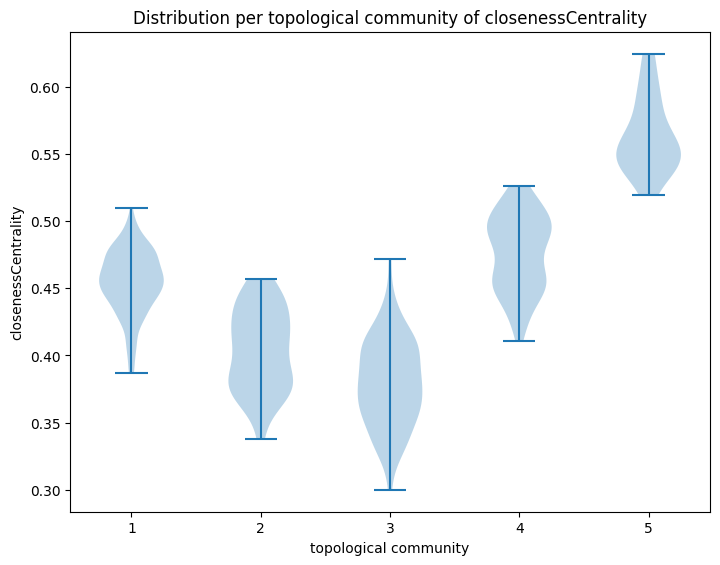 Distribution per topological community of closenessCentrality
closenessCentrality
0.60
0.55
0.50
0.45
0.40
0.35
0.30
1 2 3 4 5
topological community